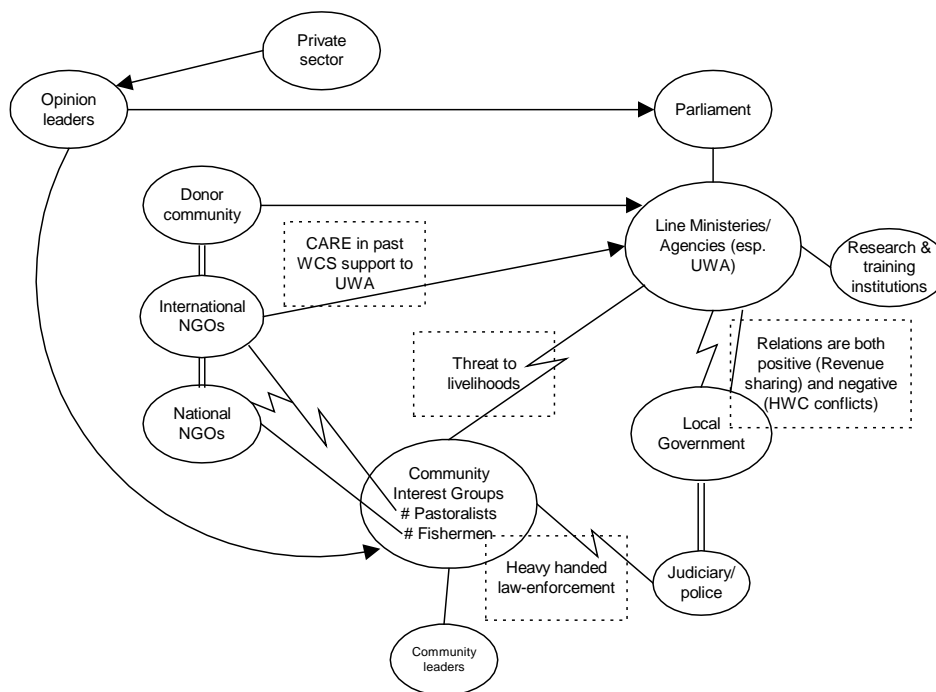 Private
sector
Opinion
leaders
Parliament
Donor
community
CARE in past
WCS support to
UWA
Line Ministeries/
Agencies (esp.
UWA)
Research &
training
institutions
International
NGOs
Threat to
livelihoods
Relations are both
positive (Revenue
sharing) and negative
(HWC conflicts)
National
NGOs
Local
Government
Community
Interest Groups
# Pastoralists
# Fishermen
Heavy handed
law-enforcement
Judiciary/
police
Community
leaders